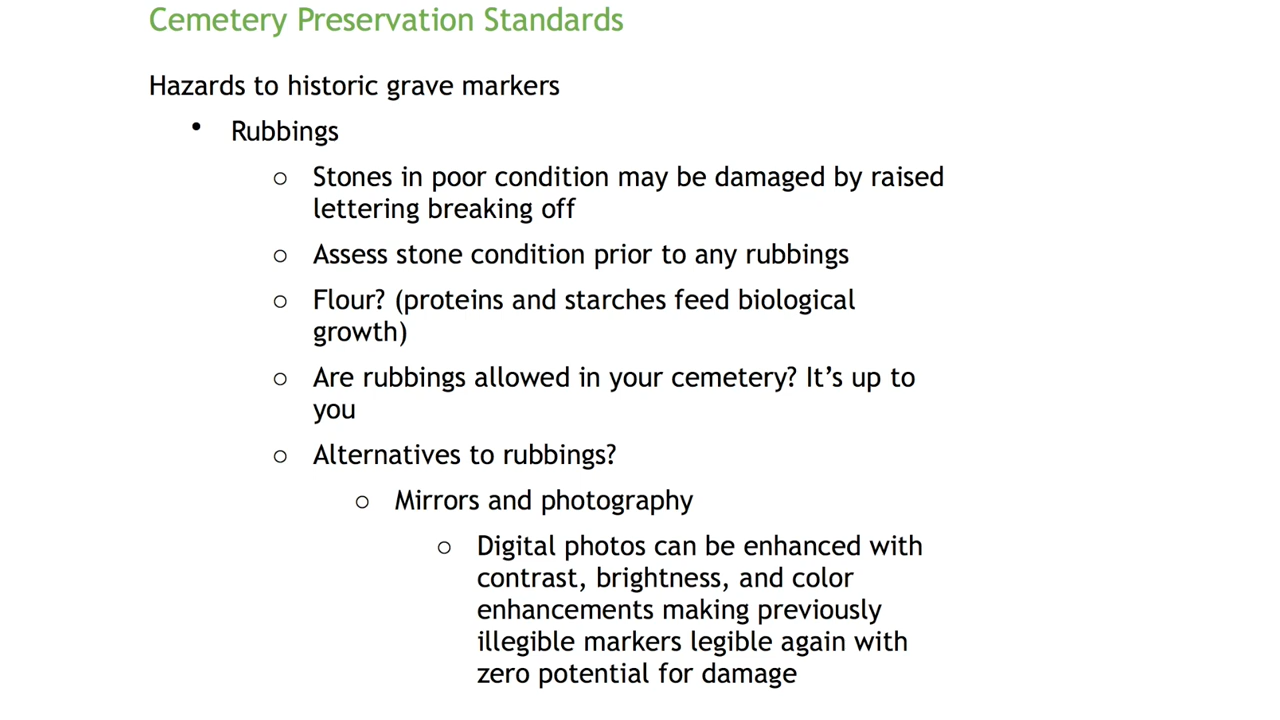 Cemetery Preservation Standards
Hazards to historic grave markers
• Rubbings
○ Stones in poor condition may be damaged by raised
lettering breaking off
○ Assess stone condition prior to any rubbings
○ Flour? (proteins and starches feed biological
growth)
○ Are rubbings allowed in your cemetery? It’s up to
you
○ Alternatives to rubbings?
○ Mirrors and photography
○ Digital photos can be enhanced with
contrast, brightness, and color
enhancements making previously
illegible markers legible again with
zero potential for damage